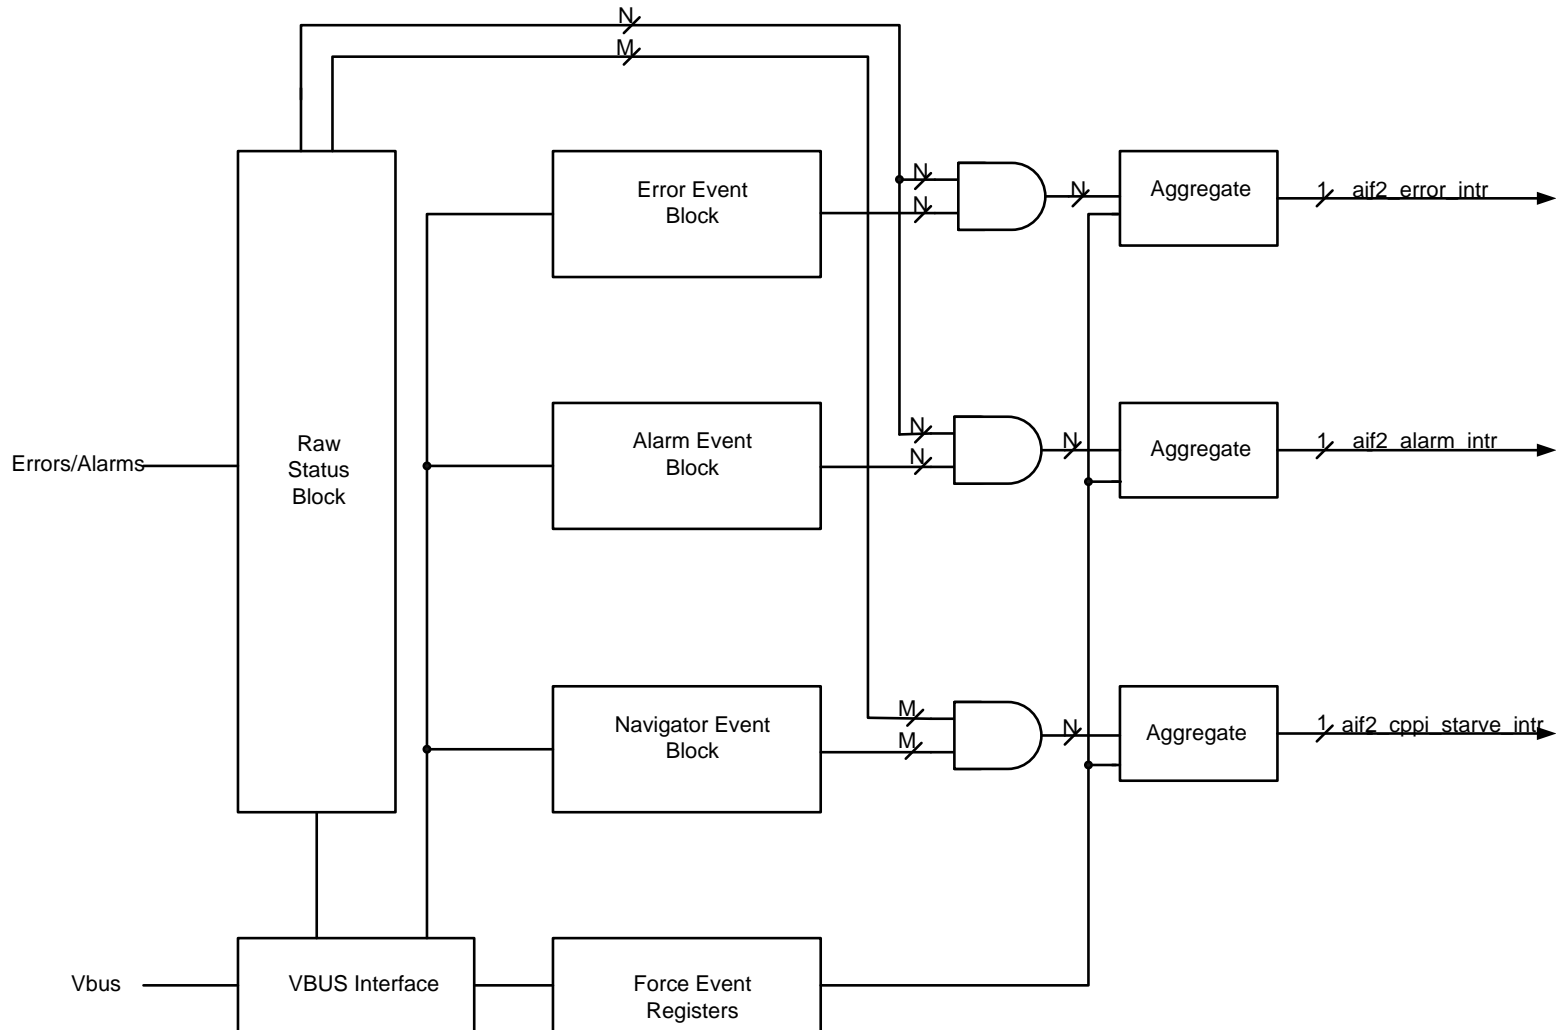 N
M
Error Event
Block
N
N
N
Aggregate
1
aif2_error_intr
Errors/Alarms
Raw
Status
Block
Alarm Event
Block
N
N
N
Aggregate
1
aif2_alarm_intr
Navigator Event
Block
M
M
N
Aggregate
1
aif2_cppi_starve_intr
Vbus
VBUS Interface
Force Event
Registers